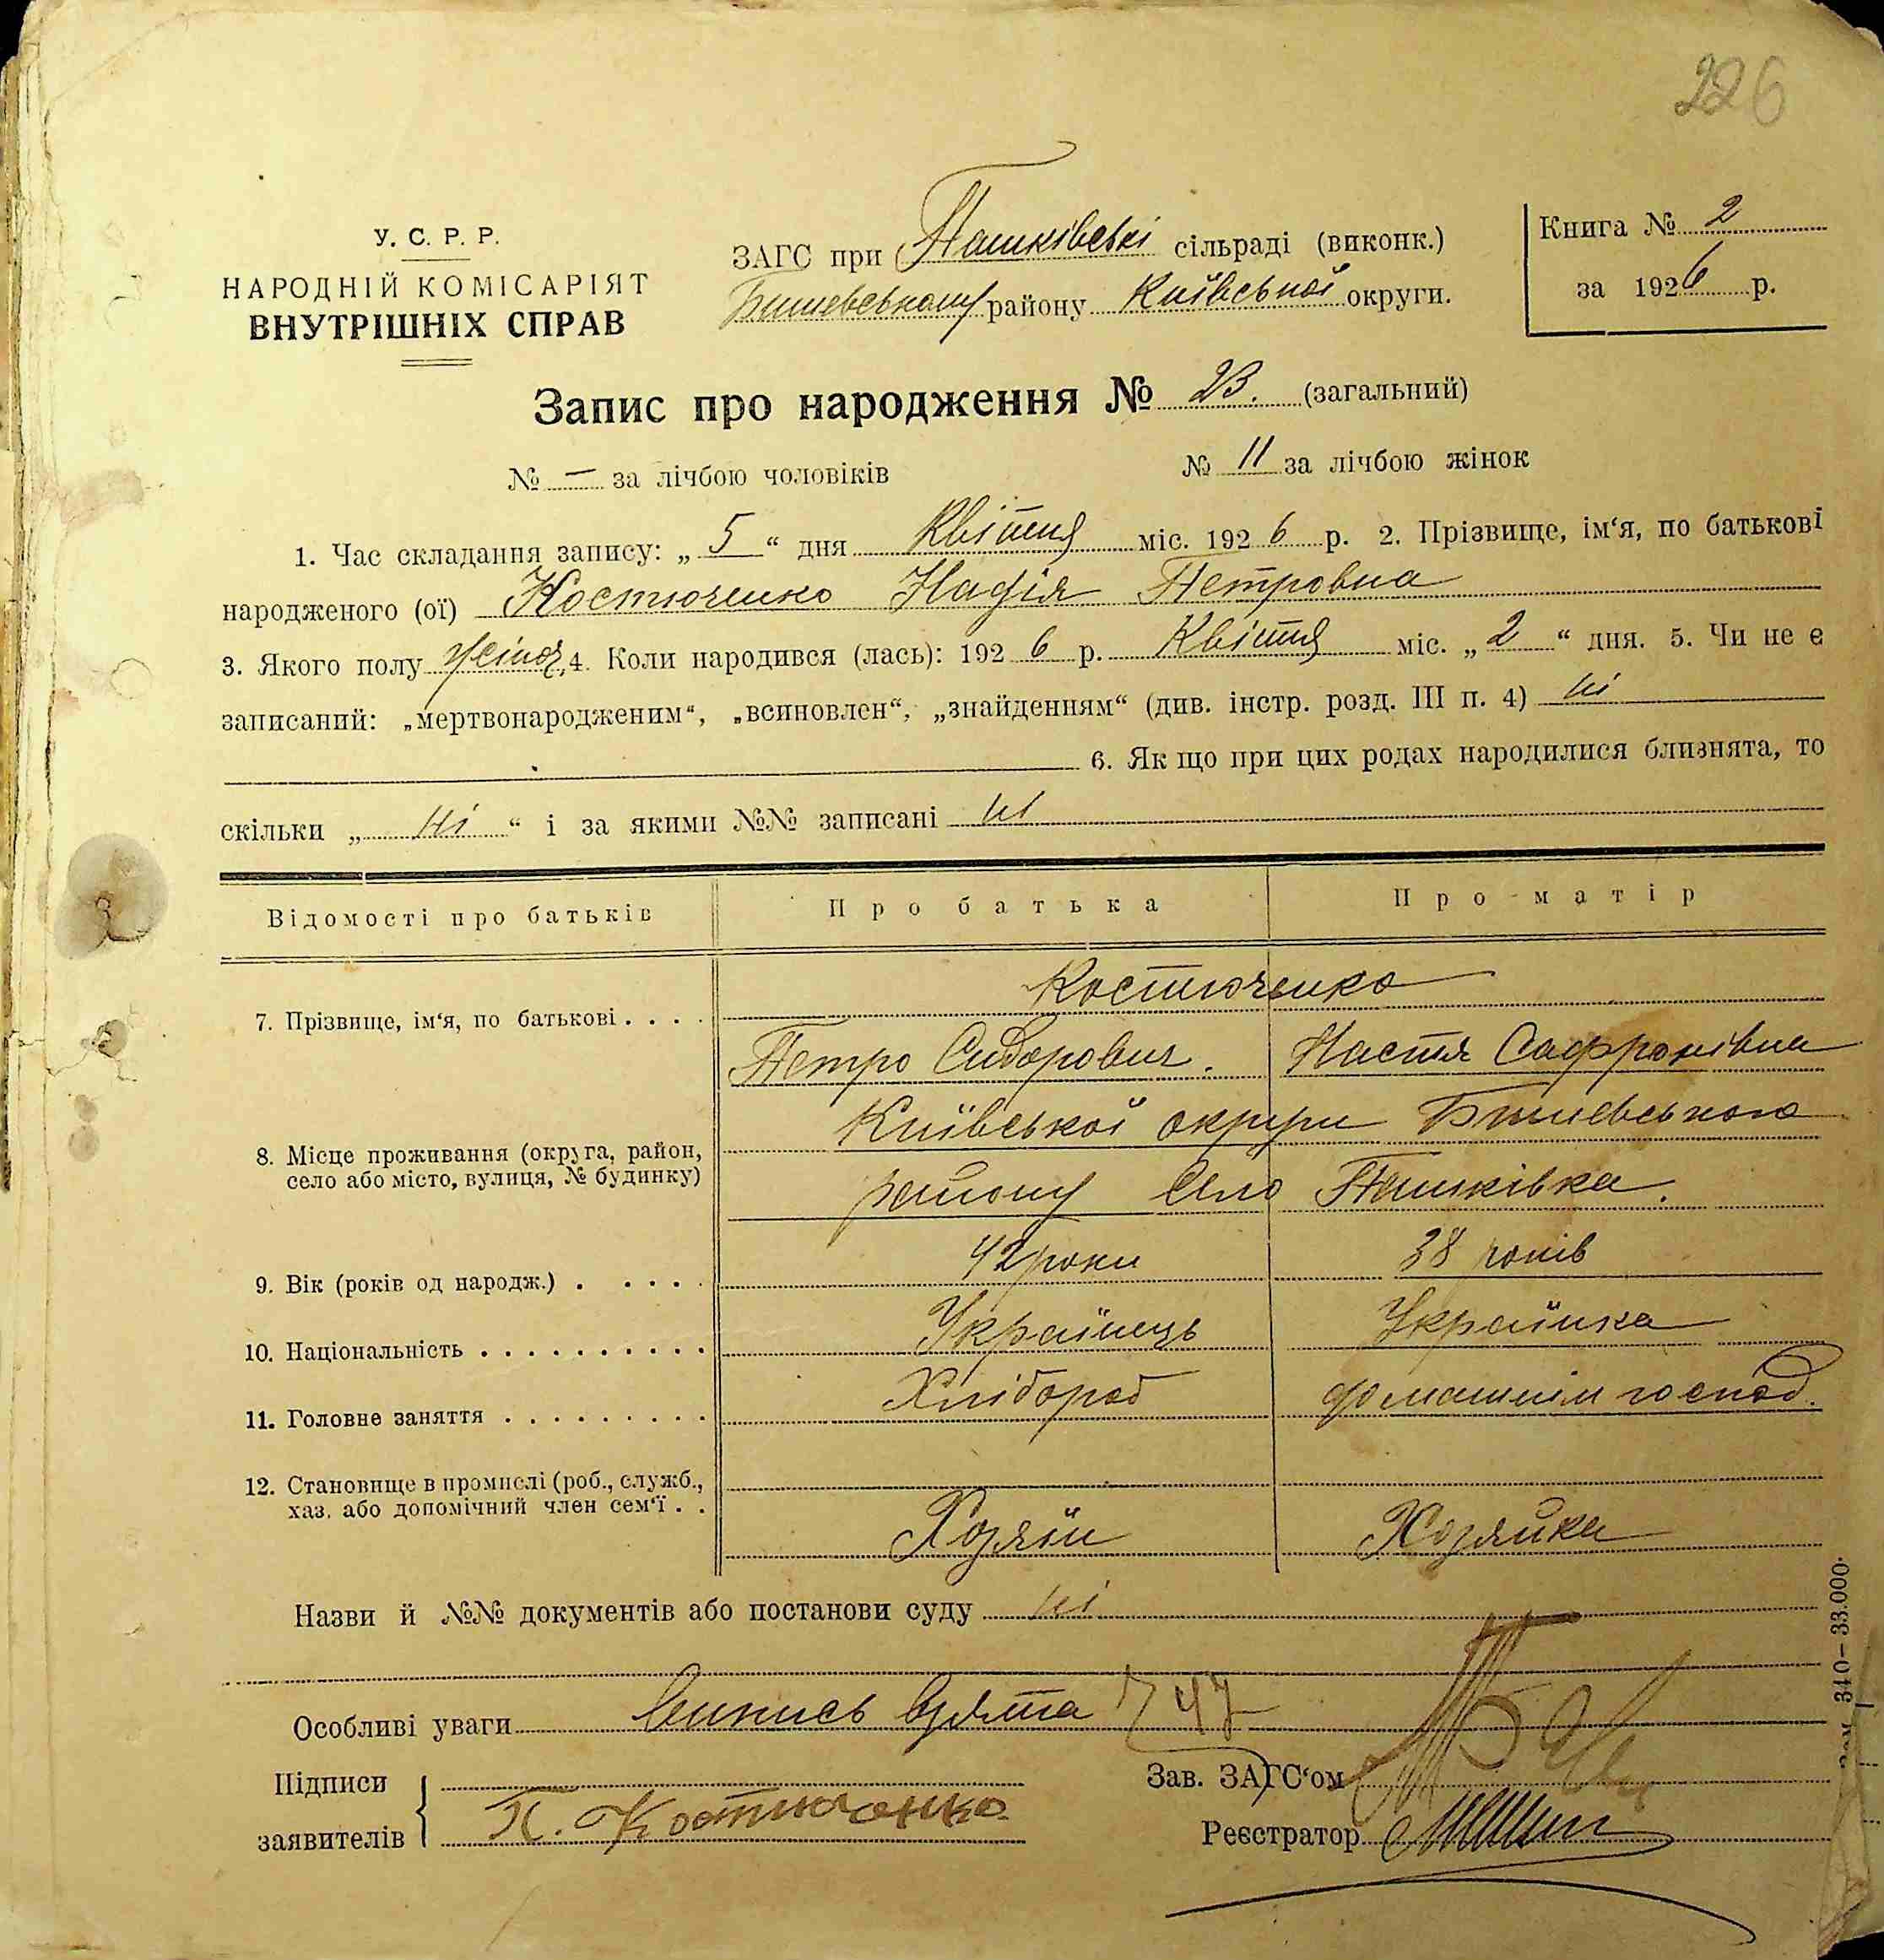 226
У. С. Р. Р.
НАРОДНІЙ КОМІСАРІЯТ
ВНУТРІШНІХ СПРАВ
ЗАГС при Пашківські сільраді (виконк.)
Бишевському району Київської округи.
Книга № 2
за 1926 р.
Запис про народження № 23. (загальний)
№ — за лічбою чоловіків № 11 за лічбою жінок
1. Час складання запису: „ 5 “ дня Квітня міс. 1926 р. 2. Прізвище, ім‘я, по батькові
народженого (ої) Костюченко Надія Петровна
3. Якого полу жіноч. 4. Коли народився (лась): 1926 р. Квітня міс. „ 2 “ дня. 5. Чи не є
записаний: „мертвонародженим“, „всиновлен“, „знайденням“ (див. інстр. розд. III п. 4) ні
6. Як що при цих родах народилися близнята, то
скільки „ ні “ і за якими №№ записані ні
Відомості про батьків Про батька Про матір
Костюченко
7. Прізвище, ім‘я, по батькові . . . .
Петро Сидорович. Настя Сафронівна
Київської округи Бишевського
8. Місце проживання (округа, район,
село або місто, вулиця, № будинку)
району Село Пашківка.
9. Вік (років од народж.) . . . . . 42 роки 38 років
10. Національність . . . . . . . . . . Українець Українка
11. Головне заняття . . . . . . . . . Хлібороб домашнім господ.
12. Становище в промислі (роб., служб.,
хаз. або допомічний член сем‘ї . .
Хозяїн Хозяйка
Назви й №№ документів або постанови суду ні
Особливі уваги Випись взята 47
Підписи
заявителів П. Костюченко
Зав. ЗАГС‘ом
Реєстратор
340—33.000.